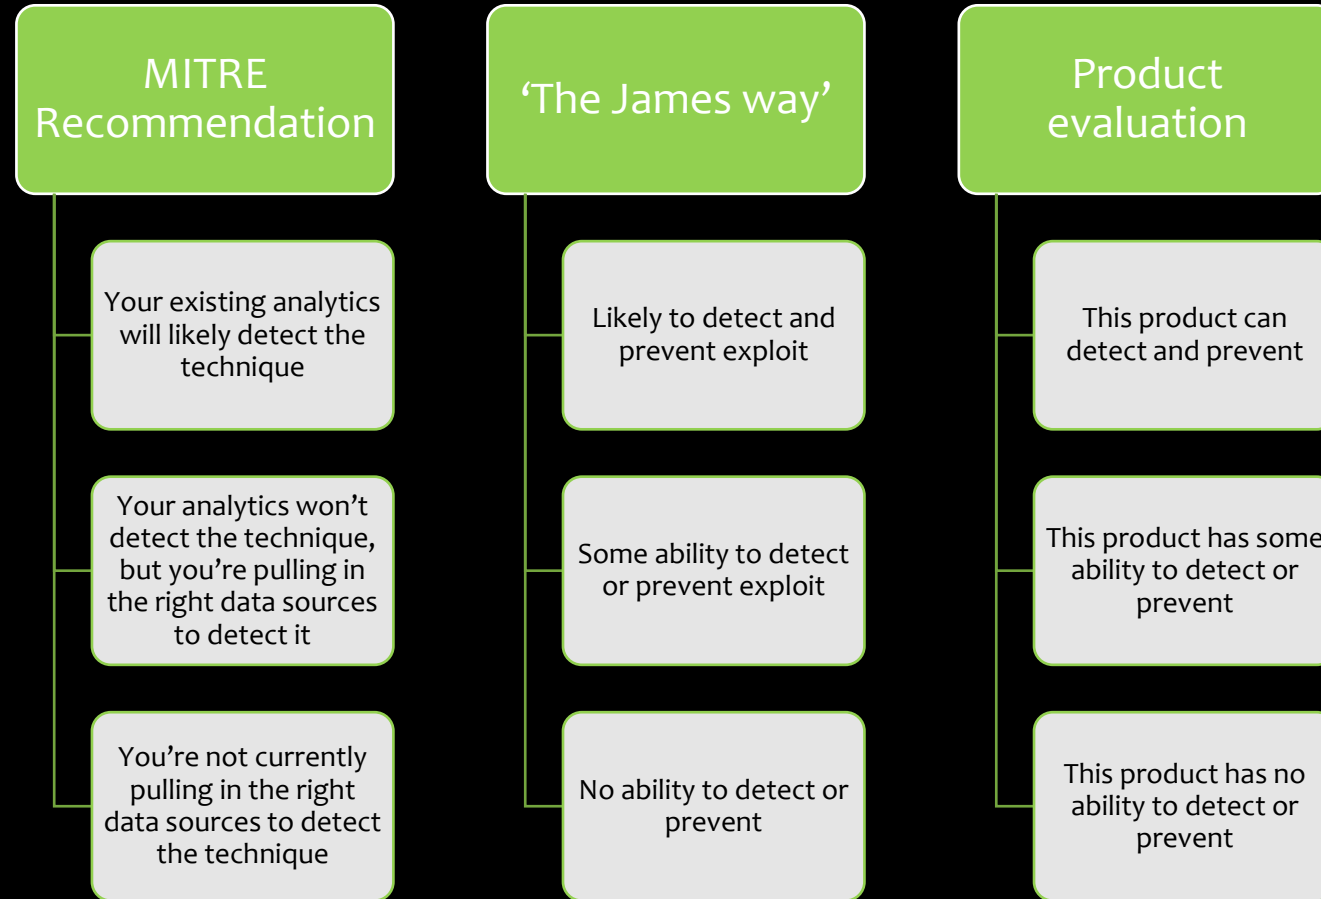 MITRE
Recommendation
Your existing analytics
will likely detect the
technique
Your analytics won’t
detect the technique,
but you’re pulling in
the right data sources
to detect it
You’re not currently
pulling in the right
data sources to detect
the technique
‘The James way’
Likely to detect and
prevent exploit
Some ability to detect
or prevent exploit
No ability to detect or
prevent
Product
evaluation
This product can
detect and prevent
This product has some
ability to detect or
prevent
This product has no
ability to detect or
prevent